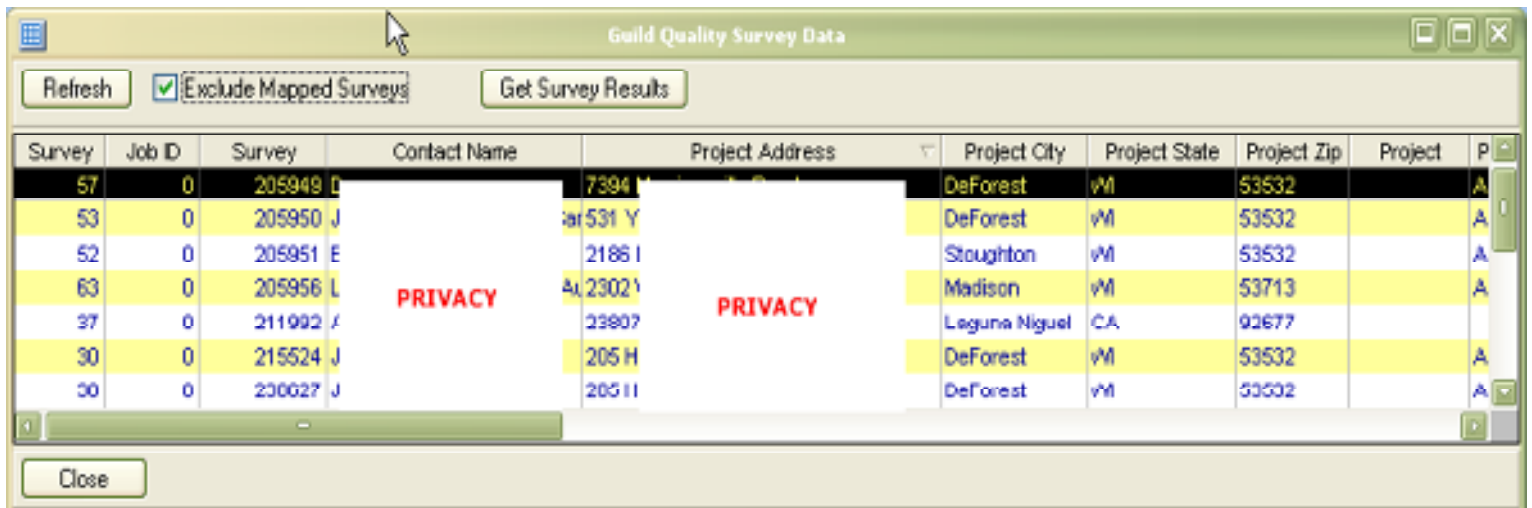 Guild Quality Survey Data
Refresh Exclude Mapped Surveys Get Survey Results
Survey Job ID Survey Contact Name Project Address Project City Project State Project Zip Project P
57 0 205949 D 7394 DeForest WI 53532 A
53 0 205950 J 531 Y DeForest WI 53532 A
52 0 205951 E 2186 Stoughton WI 53532 A
63 0 205956 L 2302 Madison WI 53713 A
37 0 211992 A 23807 Laguna Niguel CA 92677
30 0 215524 J 205 H DeForest WI 53532 A
0 J DeForest WI 53532 A
PRIVACY PRIVACY
Close